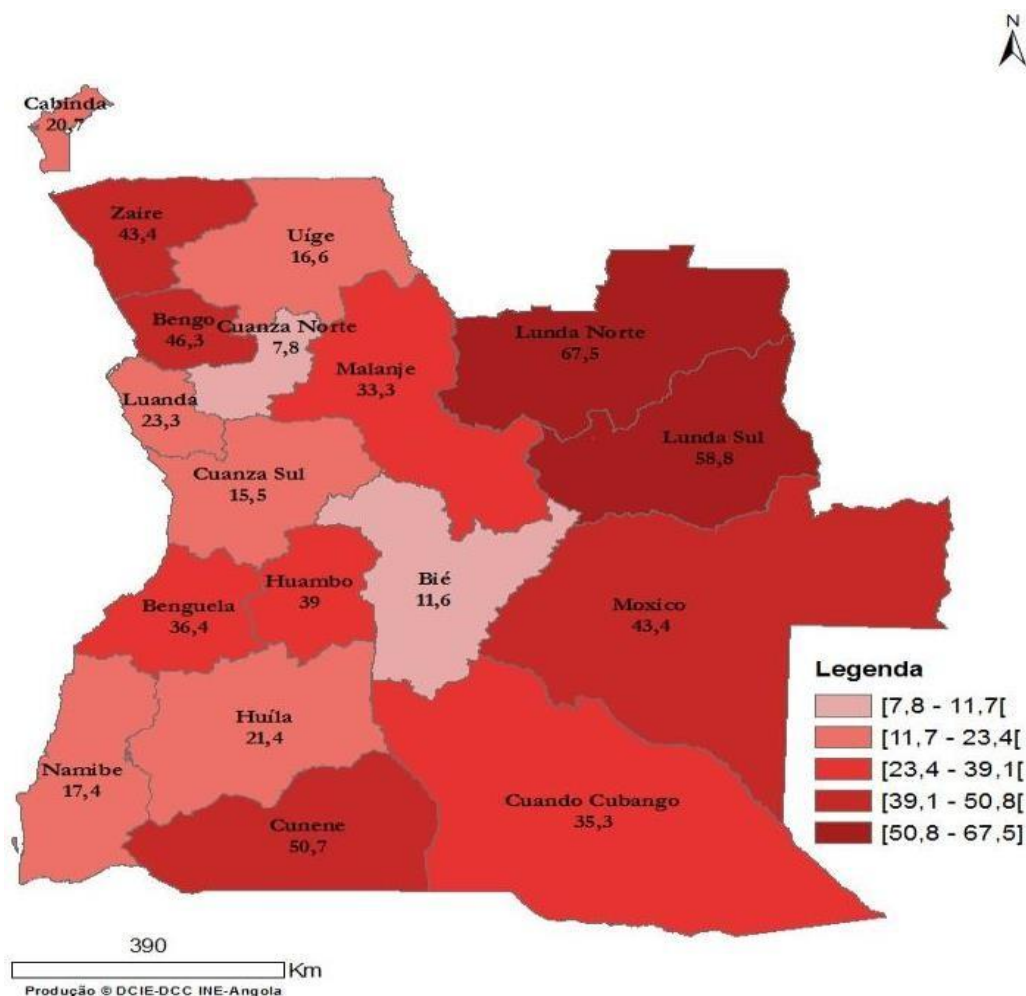 N
Cabinda
20,7
Zaire
43,4
Uíge
16,6
Bengo
46,3
Cuanza Norte
7,8
Lunda Norte
67,5
Malanje
33,3
Luanda
23,3
Lunda Sul
58,8
Cuanza Sul
15,5
Huambo
39
Bié
11,6
Benguela
36,4
Moxico
43,4
Huíla
21,4
Namibe
17,4
Cunene
50,7
Cuando Cubango
35,3
Legenda
[7,8 - 11,7[
[11,7 - 23,4[
[23,4 - 39,1[
[39,1 - 50,8[
[50,8 - 67,5]
390
Km
Produção © DCIE-DCC INE-Angola